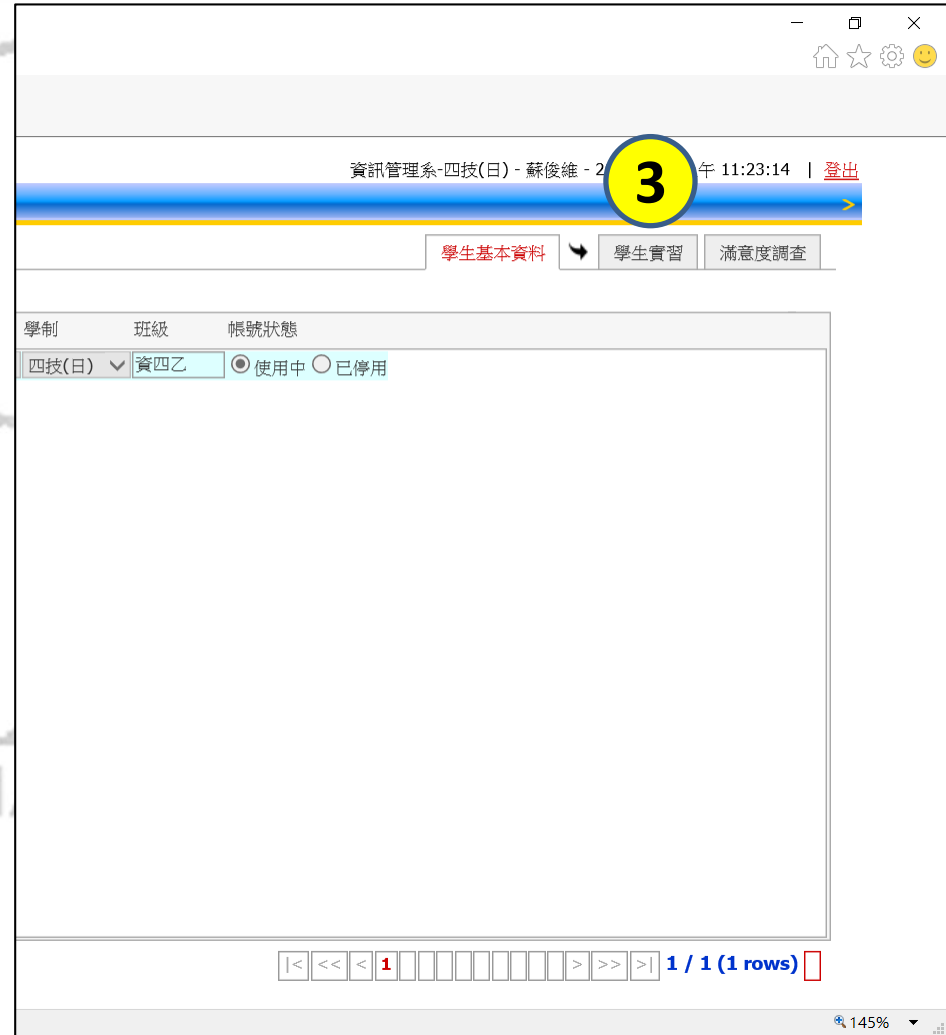 資訊管理系-四技(日) - 蘇俊維 - 2
3
午 11:23:14 | 登出
>
學生基本資料 學生實習 滿意度調查
學制 班級 帳號狀態
四技(日) 資四乙 使用中 已停用
|< << < 1 > >> >| 1 / 1 (1 rows)
145%